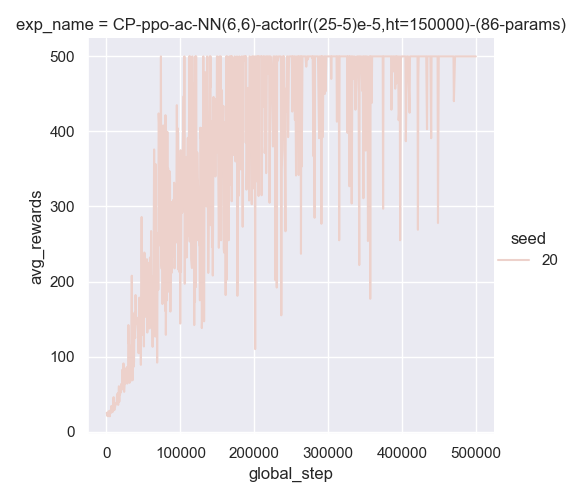 exp_name = CP-ppo-ac-NN(6,6)-actorlr((25-5)e-5,ht=150000)-(86-params)
500
400
300
200
100
0
avg_rewards
0 100000 200000 300000 400000 500000
global_step
seed
20